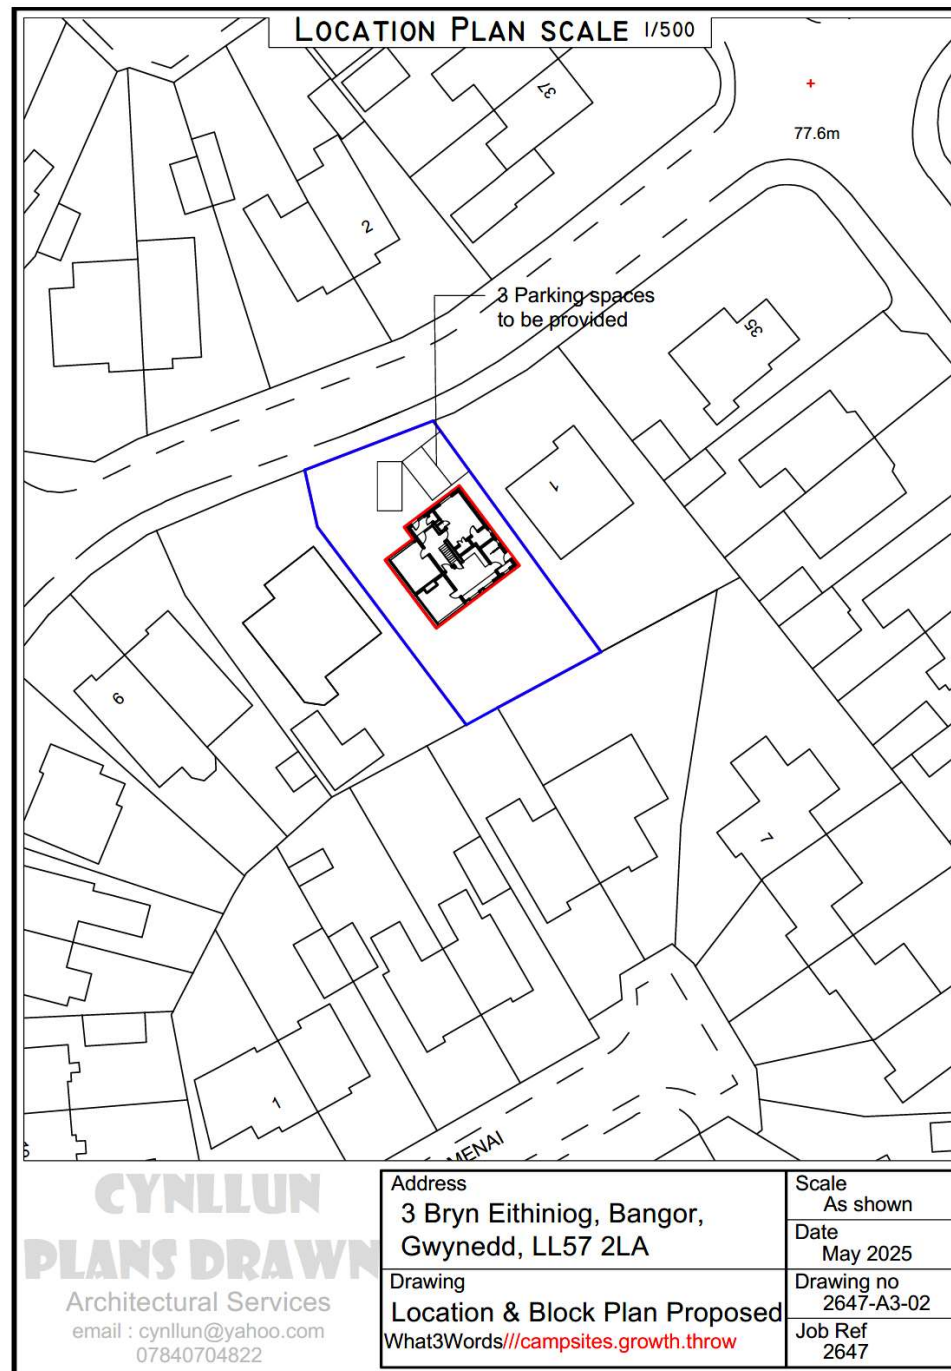 LOCATION PLAN SCALE 1/500
37
77.6m
2
3 Parking spaces
to be provided
35
1
9
7
1
MENAI
CYNLLUN
PLANS DRAWN
Architectural Services
email : cynllun@yahoo.com
07840704822
Address
3 Bryn Eithiniog, Bangor,
Gwynedd, LL57 2LA
Drawing
Location & Block Plan Proposed
What3Words///campsites.growth.throw
Scale
As shown
Date
May 2025
Drawing no
2647-A3-02
Job Ref
2647